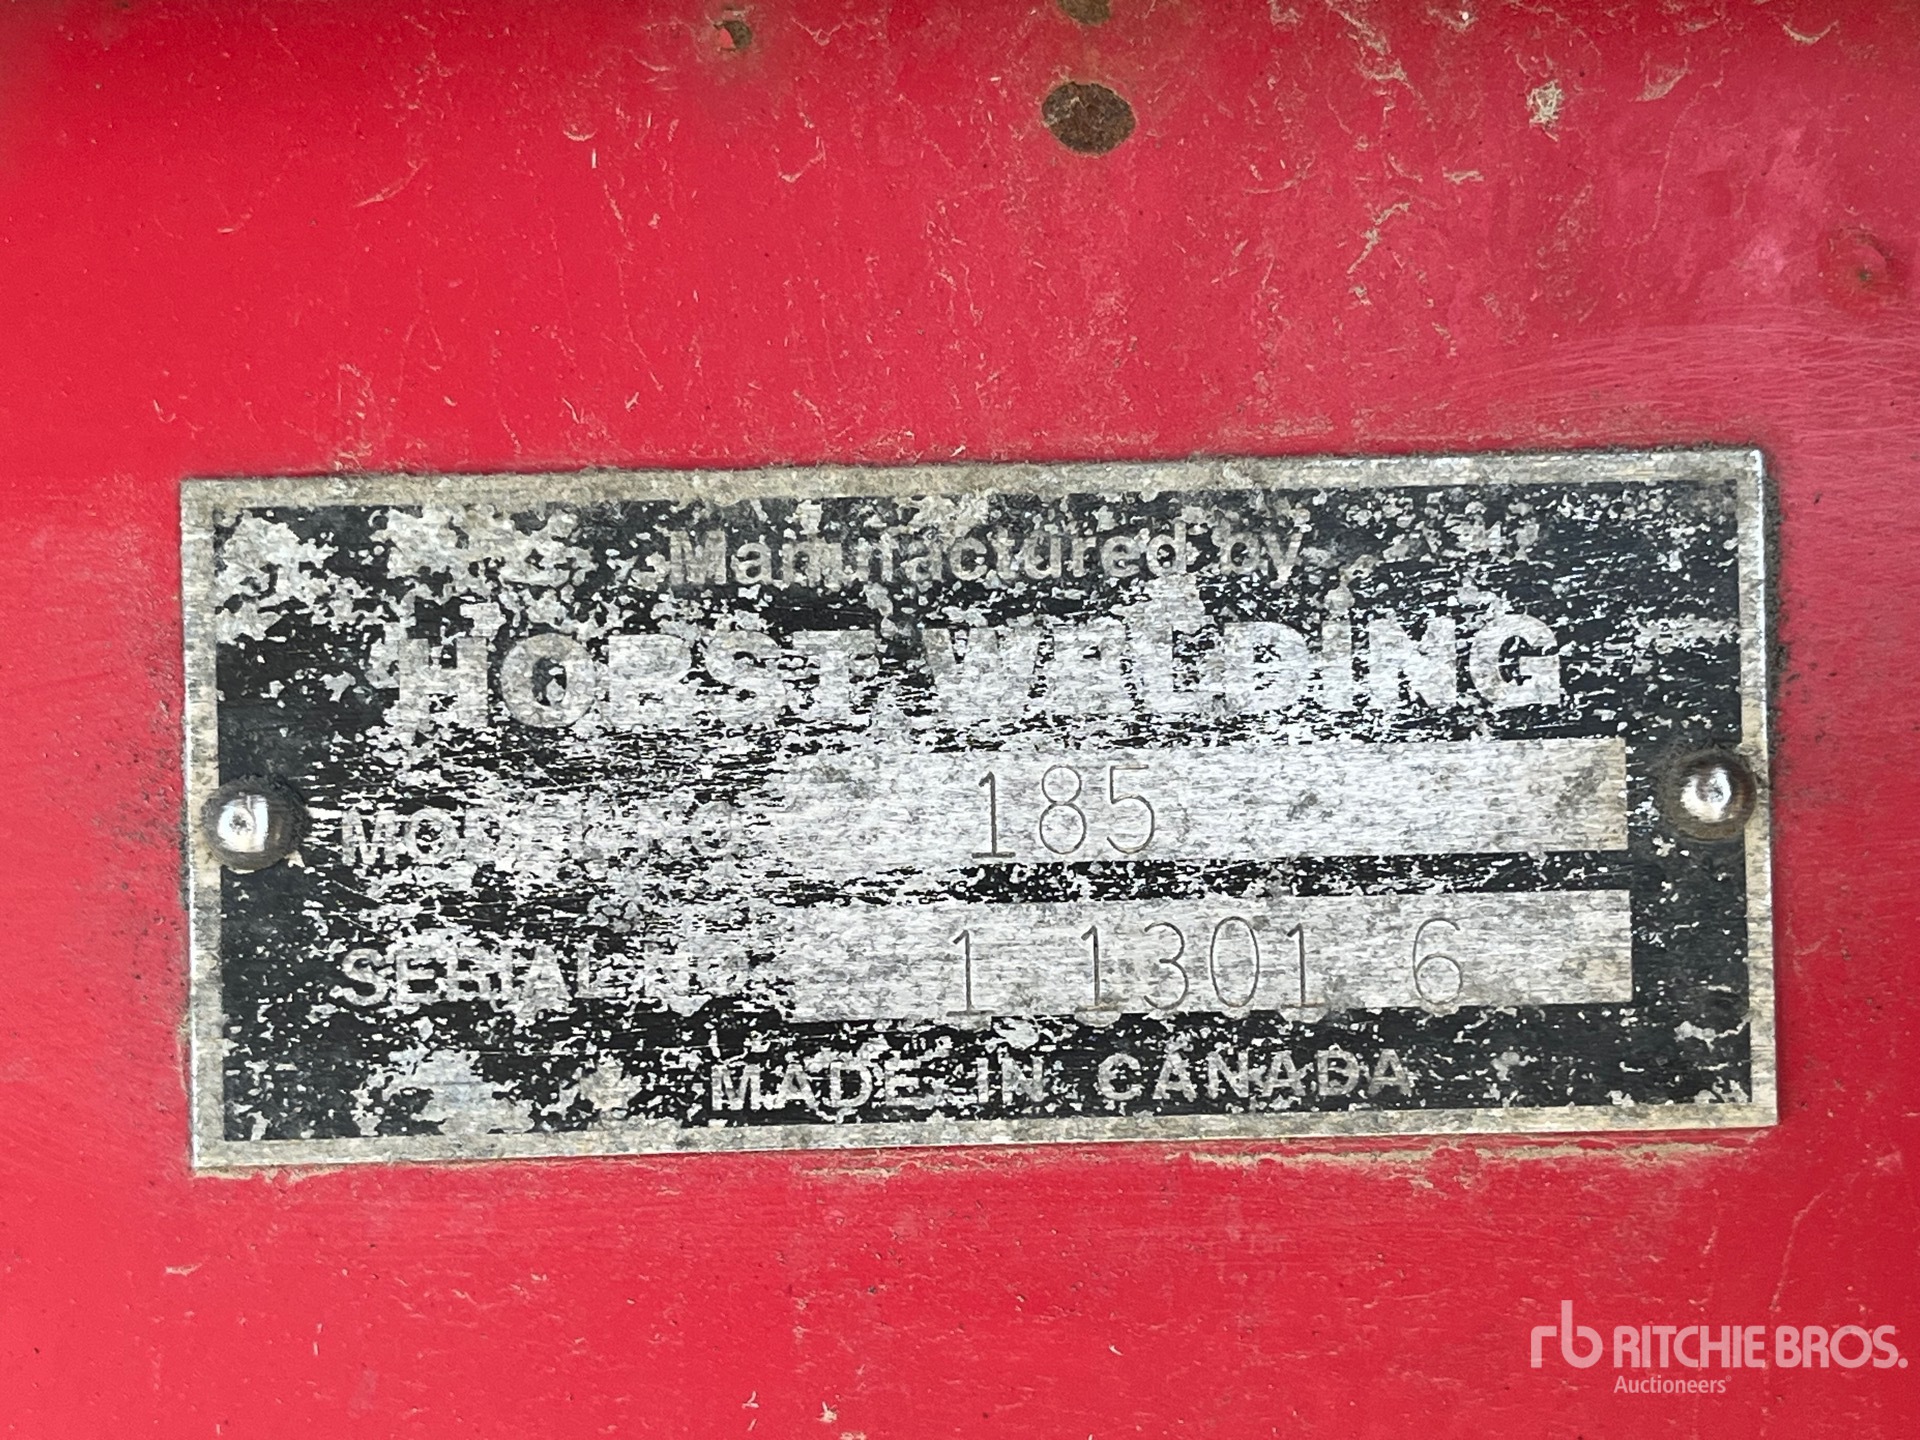 Manufactured by
HORST WELDING
MODEL NO. 185
SERIAL NO. 1 1301 6
MADE IN CANADA
rb RITCHIE BROS.
Auctioneers